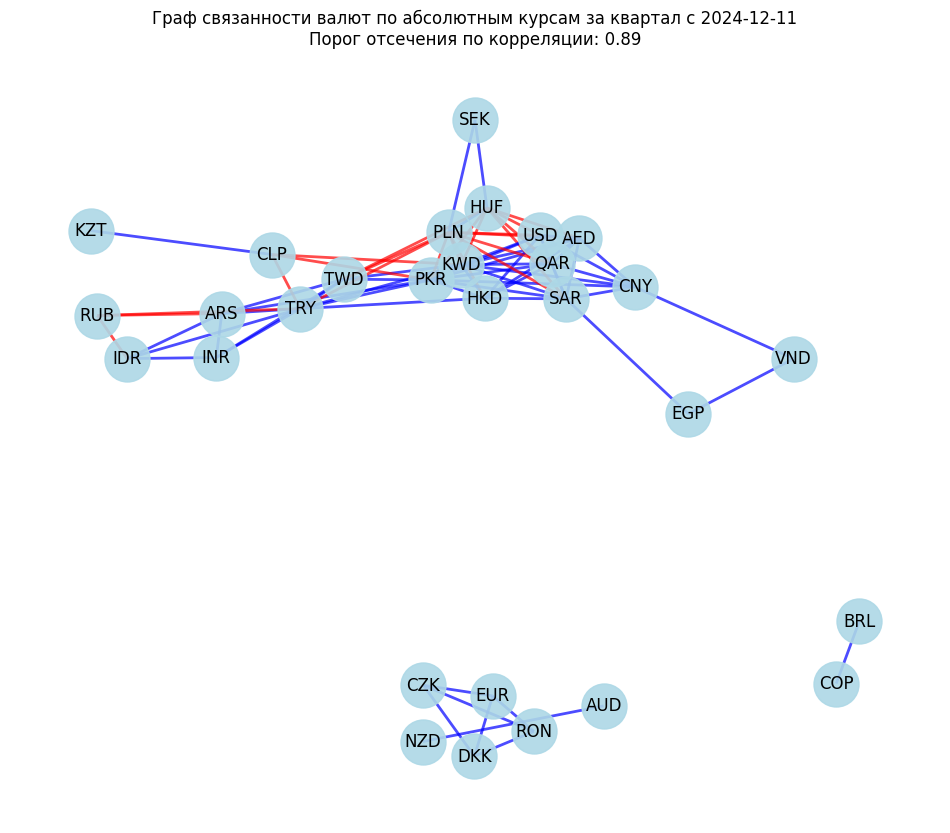 Граф связанности валют по абсолютным курсам за квартал с 2024-12-11
Порог отсечения по корреляции: 0.89
SEK
HUF
KZT
PLN
USD
AED
CLP
KWD
QAR
TWD
PKR
CNY
HKD
SAR
RUB
ARS
TRY
IDR
INR
VND
EGP
BRL
CZK
EUR
COP
AUD
NZD
RON
DKK